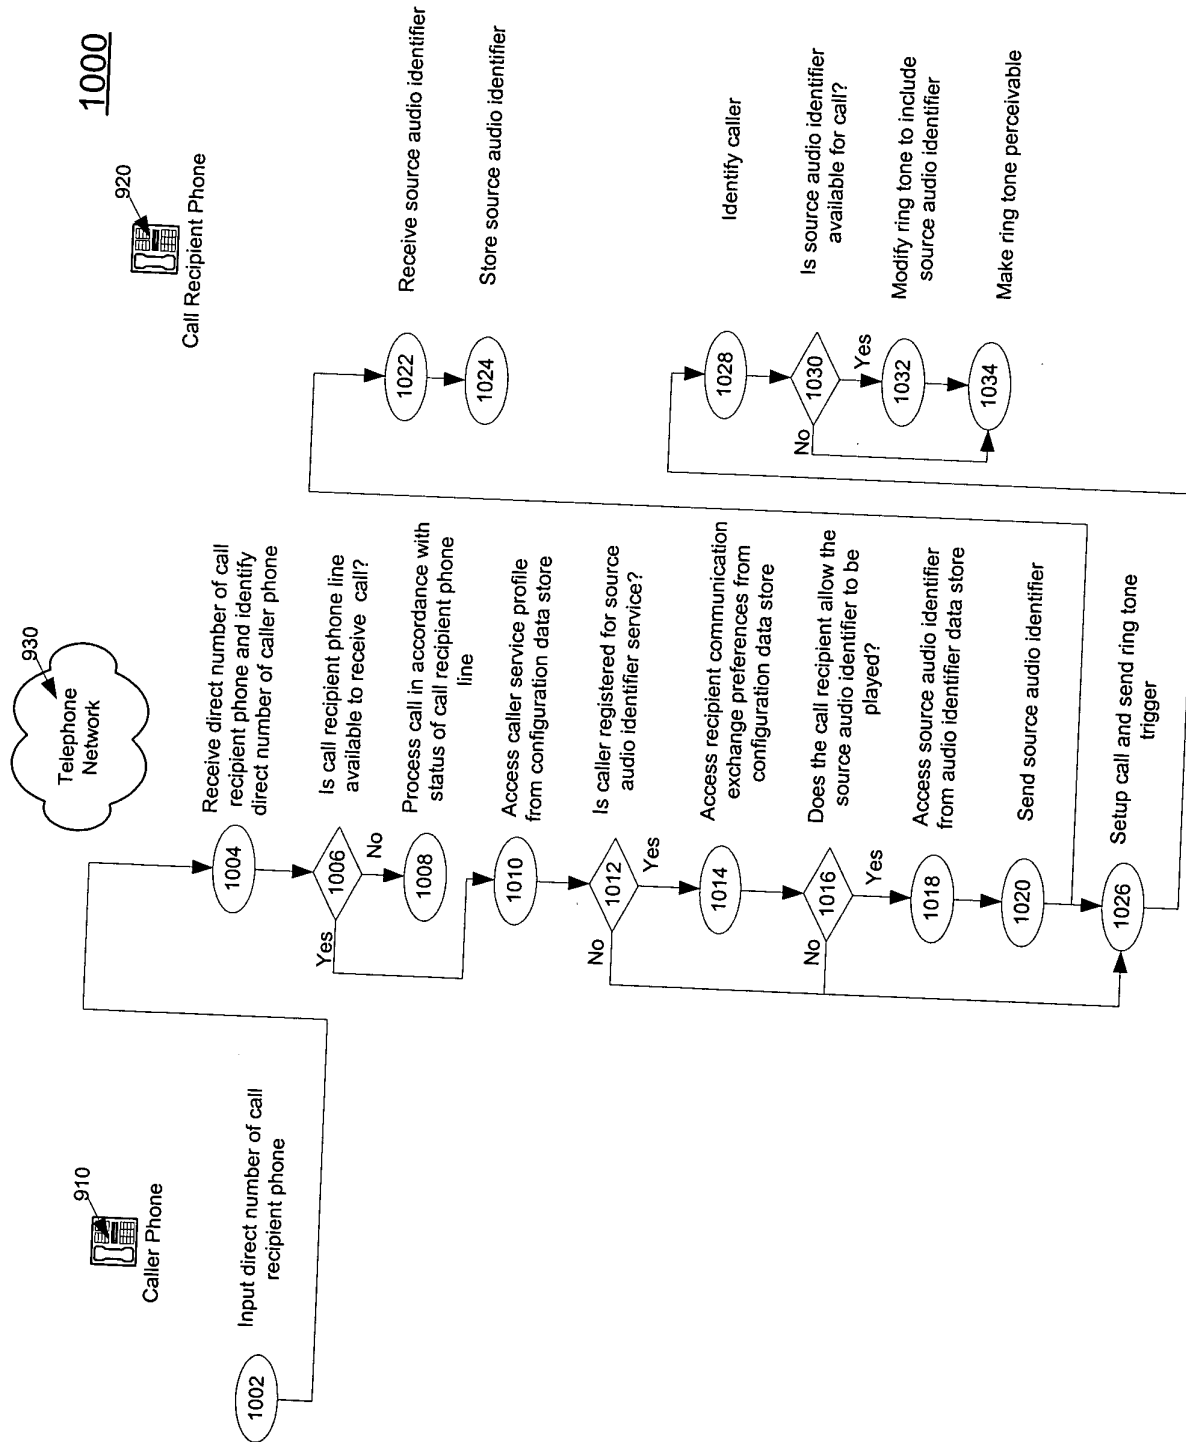 1000
910
Caller Phone
930
Telephone
Network
920
Call Recipient Phone
1002
Input direct number of call
recipient phone
1004
Receive direct number of call
recipient phone and identify
direct number of caller phone
1006
Is call recipient phone line
available to receive call?
Yes
No
1008
Process call in accordance with
status of call recipient phone
line
1010
Access caller service profile
from configuration data store
1012
Is caller registered for source
audio identifier service?
No
Yes
1014
Access recipient communication
exchange preferences from
configuration data store
1016
Does the call recipient allow the
source audio identifier to be
played?
No
Yes
1018
Access source audio identifier
from audio identifier data store
1020
Send source audio identifier
1026
Setup call and send ring tone
trigger
1022
Receive source audio identifier
1024
Store source audio identifier
1028
Identify caller
1030
Is source audio identifier
available for call?
No
Yes
1032
Modify ring tone to include
source audio identifier
1034
Make ring tone perceivable